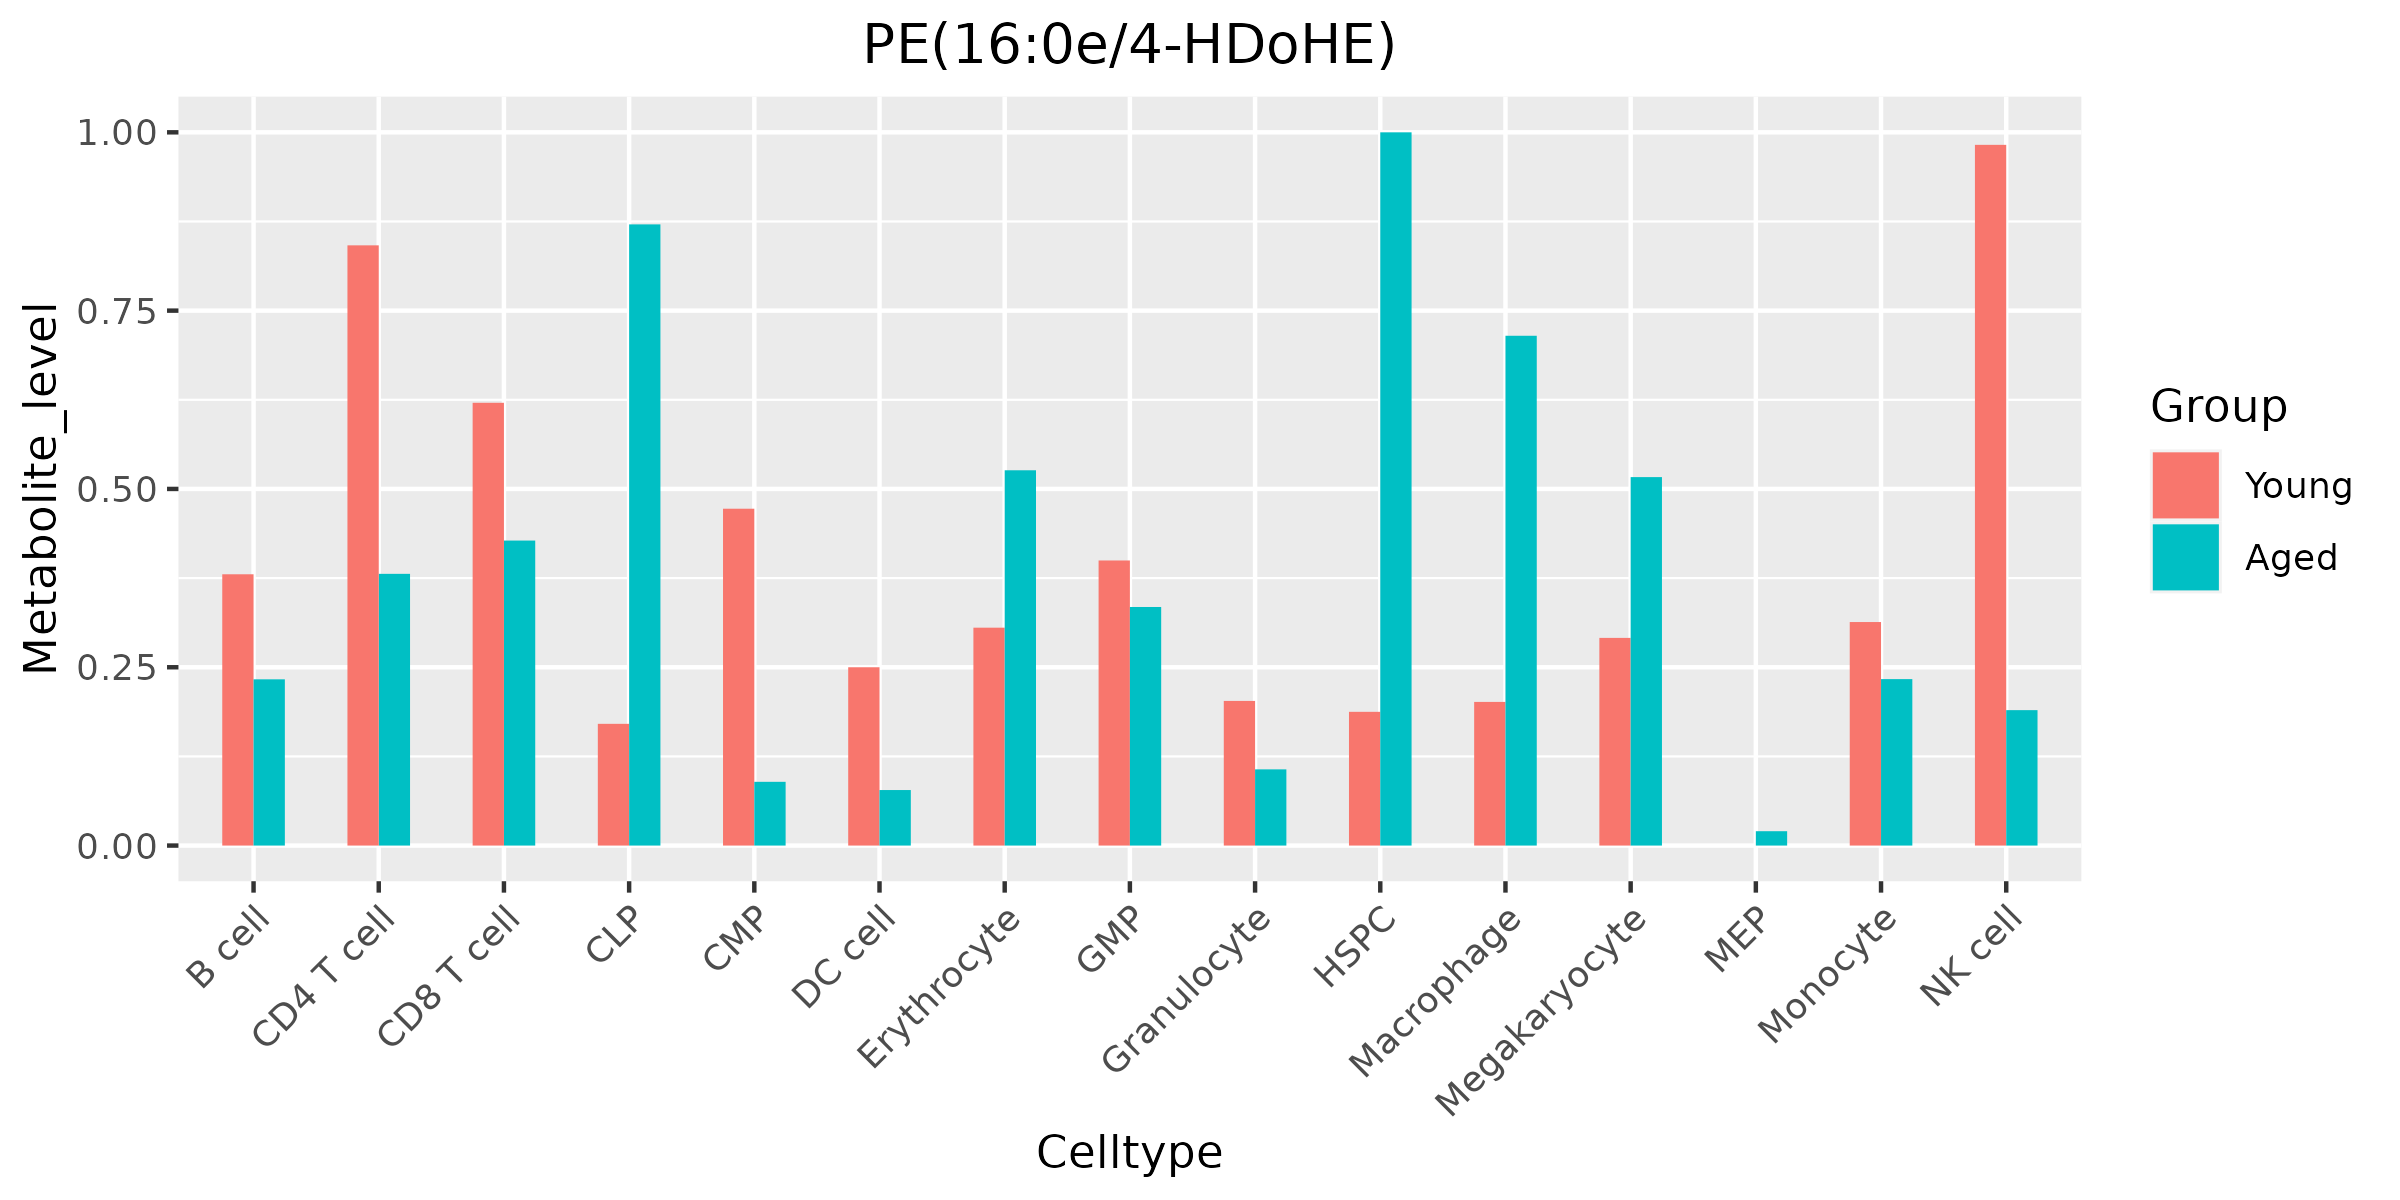 PE(16:0e/4-HDoHE)
Metabolite_level
1.00
0.75
0.50
0.25
0.00
B cell
CD4 T cell
CD8 T cell
CLP
CMP
DC cell
Erythrocyte
GMP
Granulocyte
HSPC
Macrophage
Megakaryocyte
MEP
Monocyte
NK cell
Celltype
Group
Young
Aged